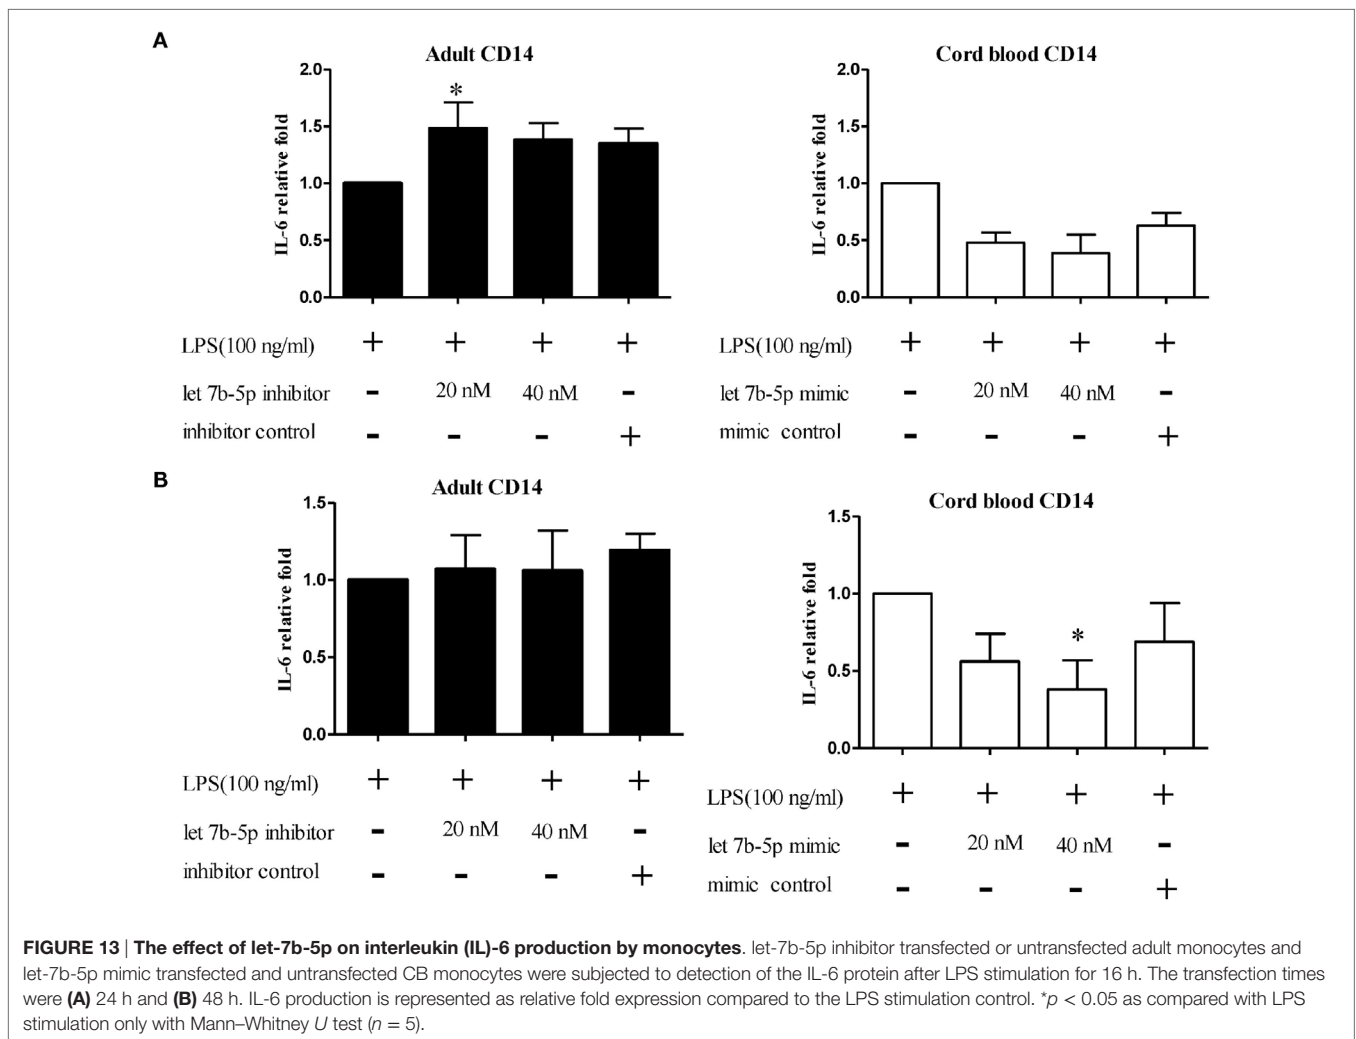 A
Adult CD14
2.0
*
1.5
1.0
0.5
0.0
IL-6 relative fold
LPS(100 ng/ml) + + + +
let 7b-5p inhibitor - 20 nM 40 nM -
inhibitor control - - - +
Cord blood CD14
2.0
1.5
1.0
0.5
0.0
IL-6 relative fold
LPS(100 ng/ml) + + + +
let 7b-5p mimic - 20 nM 40 nM -
mimic control - - - +
B
Adult CD14
1.5
1.0
0.5
0.0
IL-6 relative fold
LPS(100 ng/ml) + + + +
let 7b-5p inhibitor - 20 nM 40 nM -
inhibitor control - - - +
Cord blood CD14
1.5
1.0
*
0.5
0.0
IL-6 relative fold
LPS(100 ng/ml) + + + +
let 7b-5p mimic - 20 nM 40 nM -
mimic control - - - +
FIGURE 13 | The effect of let-7b-5p on interleukin (IL)-6 production by monocytes. let-7b-5p inhibitor transfected or untransfected adult monocytes and
let-7b-5p mimic transfected and untransfected CB monocytes were subjected to detection of the IL-6 protein after LPS stimulation for 16 h. The transfection times
were (A) 24 h and (B) 48 h. IL-6 production is represented as relative fold expression compared to the LPS stimulation control. *p < 0.05 as compared with LPS
stimulation only with Mann–Whitney U test (n = 5).